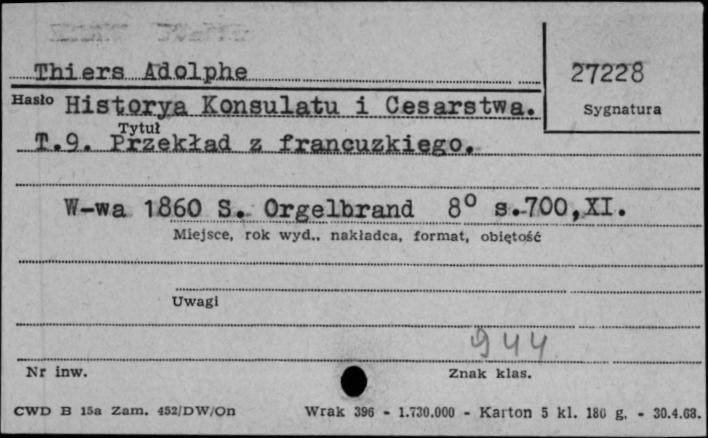 Thiers Adolphe
27228
Hasło
Historya Konsulatu i Cesarstwa.
Sygnatura
Tytuł
T.9. Przekład z francuzkiego.
W-wa 1860 S. Orgelbrand 8° s.700,XI.
Miejsce, rok wyd., nakładca, format, objętość
Uwagi
944
Nr inw.
Znak klas.
CWD B 15a Zam. 452/DW/On
Wrak 396 - 1.730.000 - Karton 5 kl. 180 g. - 30.4.68.